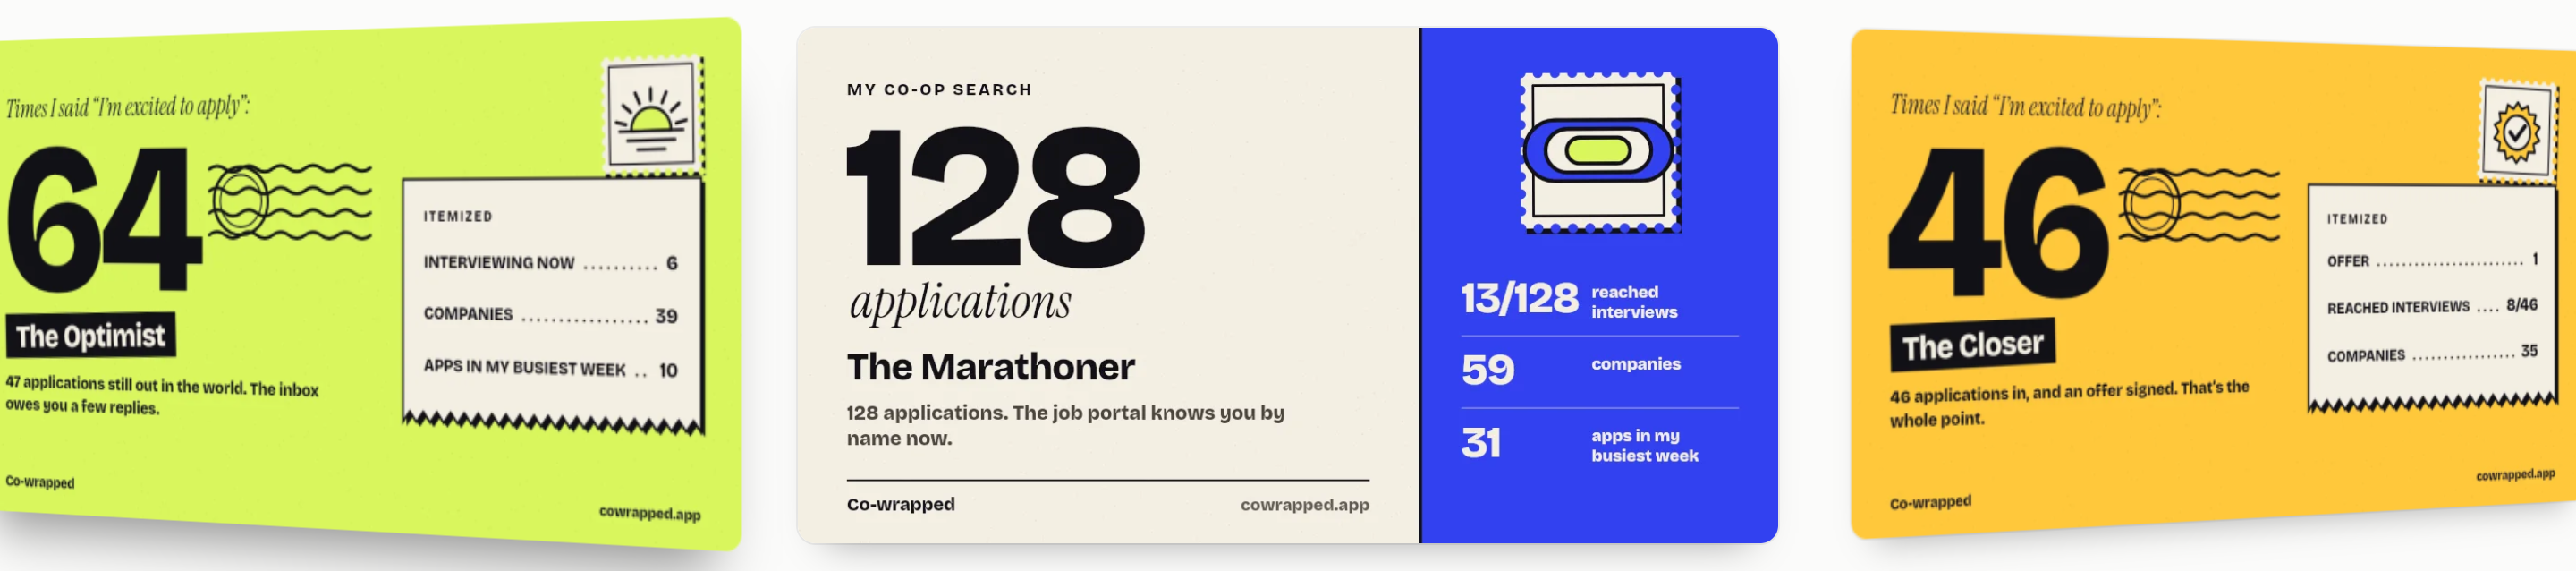 Times I said “I’m excited to apply”:
64
The Optimist
47 applications still out in the world. The inbox
owes you a few replies.
Co-wrapped
ITEMIZED
INTERVIEWING NOW .......... 6
COMPANIES ................. 39
APPS IN MY BUSIEST WEEK .. 10
cowrapped.app
MY CO-OP SEARCH
128
applications
The Marathoner
128 applications. The job portal knows you by
name now.
Co-wrapped
cowrapped.app
13/128 reached
interviews
59 companies
31 apps in my
busiest week
Times I said “I’m excited to apply”:
46
The Closer
46 applications in, and an offer signed. That’s the
whole point.
Co-wrapped
ITEMIZED
OFFER ........................ 1
REACHED INTERVIEWS .... 8/46
COMPANIES ................. 35
cowrapped.app